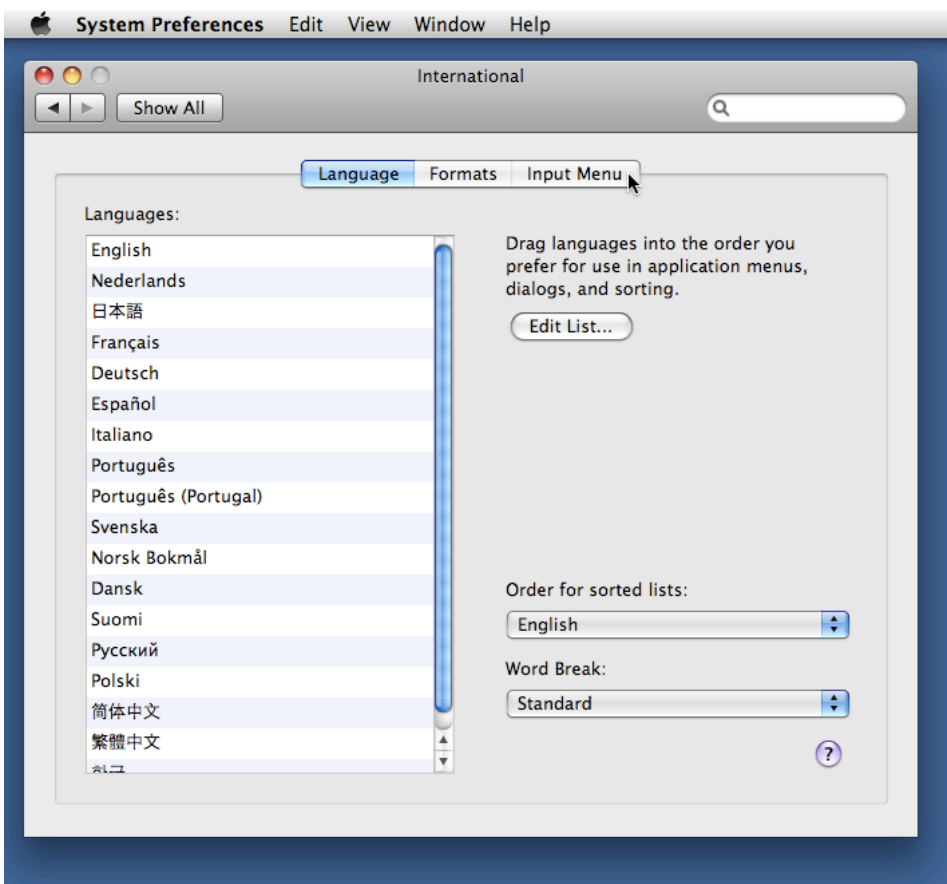 System Preferences Edit View Window Help
International
Show All
Language Formats Input Menu
Languages:
English
Nederlands
日本語
Français
Deutsch
Español
Italiano
Português
Português (Portugal)
Svenska
Norsk Bokmål
Dansk
Suomi
Русский
Polski
简体中文
繁體中文
Drag languages into the order you
prefer for use in application menus,
dialogs, and sorting.
Edit List...
Order for sorted lists:
English
Word Break:
Standard
?